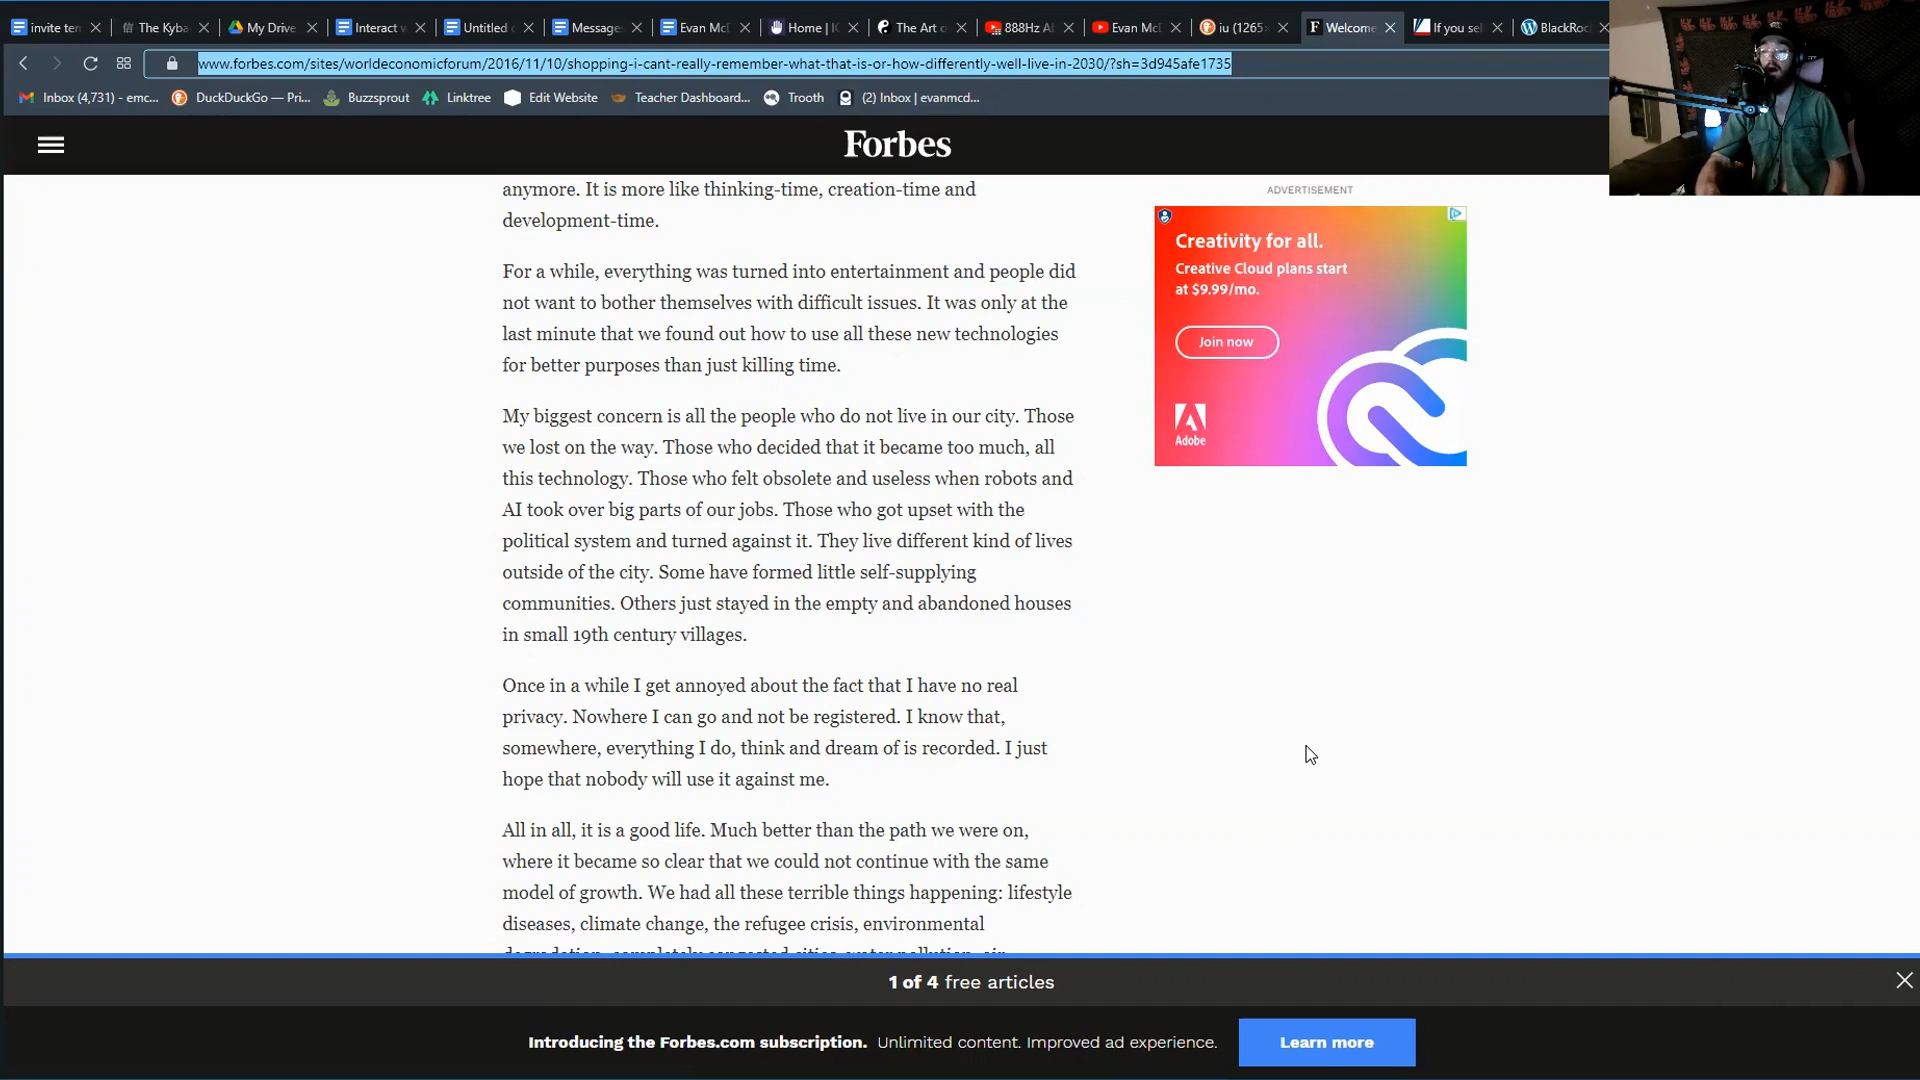 invite ten
The Kyba
My Drive
Interact w
Untitled
Messages
Evan McD
Home | IC
The Art o
888Hz Ab
Evan McD
iu (1265×
Welcome
If you sel
BlackRoc
www.forbes.com/sites/worldeconomicforum/2016/11/10/shopping-i-cant-really-remember-what-that-is-or-how-differently-well-live-in-2030/?sh=3d945afe1735
Inbox (4,731) - emc...
DuckDuckGo — Pri...
Buzzsprout
Linktree
Edit Website
Teacher Dashboard...
Trooth
(2) Inbox | evanmcd...
Forbes
anymore. It is more like thinking-time, creation-time and
development-time.
For a while, everything was turned into entertainment and people did
not want to bother themselves with difficult issues. It was only at the
last minute that we found out how to use all these new technologies
for better purposes than just killing time.
My biggest concern is all the people who do not live in our city. Those
we lost on the way. Those who decided that it became too much, all
this technology. Those who felt obsolete and useless when robots and
AI took over big parts of our jobs. Those who got upset with the
political system and turned against it. They live different kind of lives
outside of the city. Some have formed little self-supplying
communities. Others just stayed in the empty and abandoned houses
in small 19th century villages.
Once in a while I get annoyed about the fact that I have no real
privacy. Nowhere I can go and not be registered. I know that,
somewhere, everything I do, think and dream of is recorded. I just
hope that nobody will use it against me.
All in all, it is a good life. Much better than the path we were on,
where it became so clear that we could not continue with the same
model of growth. We had all these terrible things happening: lifestyle
diseases, climate change, the refugee crisis, environmental
degradation, completely congested cities, water pollution, air
ADVERTISEMENT
Creativity for all.
Creative Cloud plans start
at $9.99/mo.
Join now
Adobe
1 of 4 free articles
Introducing the Forbes.com subscription. Unlimited content. Improved ad experience.
Learn more